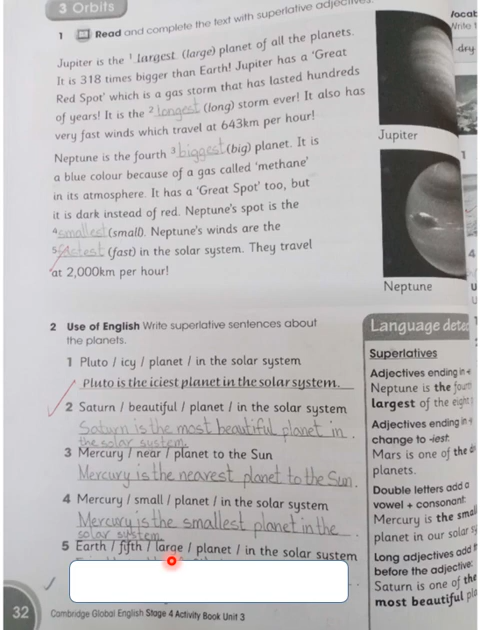 3 Orbits
1 Read and complete the text with superlative adjectives.
Jupiter is the 1 largest (large) planet of all the planets.
It is 318 times bigger than Earth! Jupiter has a 'Great
Red Spot' which is a gas storm that has lasted hundreds
of years! It is the 2 longest (long) storm ever! It also has
very fast winds which travel at 643km per hour!
Neptune is the fourth 3 biggest (big) planet. It is
a blue colour because of a gas called 'methane'
in its atmosphere. It has a 'Great Spot' too, but
it is dark instead of red. Neptune's spot is the
4 smallest (small). Neptune's winds are the
5 fastest (fast) in the solar system. They travel
at 2,000km per hour!
Jupiter
Neptune
2 Use of English Write superlative sentences about
the planets.
1 Pluto / icy / planet / in the solar system
Pluto is the iciest planet in the solar system.
2 Saturn / beautiful / planet / in the solar system
Saturn is the most beautiful planet in
the solar system.
3 Mercury / near / planet to the Sun
Mercury is the nearest planet to the Sun.
4 Mercury / small / planet / in the solar system
Mercury is the smallest planet in the
solar system
5 Earth / fifth / large / planet / in the solar system
32 Cambridge Global English Stage 4 Activity Book Unit 3
Write
dry
1
4
Language
Superlatives
Adjectives ending in
Neptune is the
largest of the eight
Adjectives ending in
change to -iest:
Mars is one of the
planets.
Double letters add a
vowel + consonant:
Mercury is the
planet in our solar
Long adjectives add
before the adjective:
Saturn is one of the
most beautiful